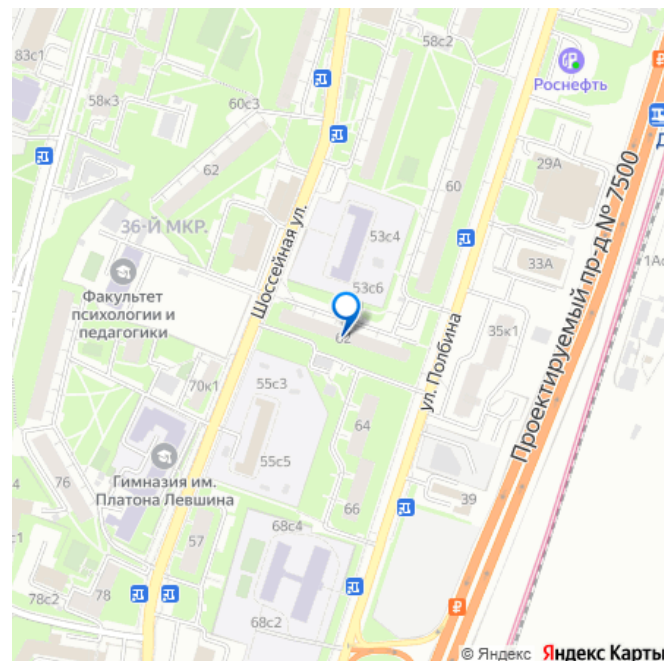 83с1
58с2
Роснефть
58к3
60с3
62
60
29А
36-Й МКР.
Шоссейная ул.
53с4
33А
Проектируемый пр-д № 7500
Факультет
психологии и
педагогики
53с6
62
35к1
ул. Полбина
70к1
55с3
64
Гимназия им.
Платона Левшина
55с5
76
66
39
68с4
57
78с2
78
68с2
© Яндекс Яндекс Карты